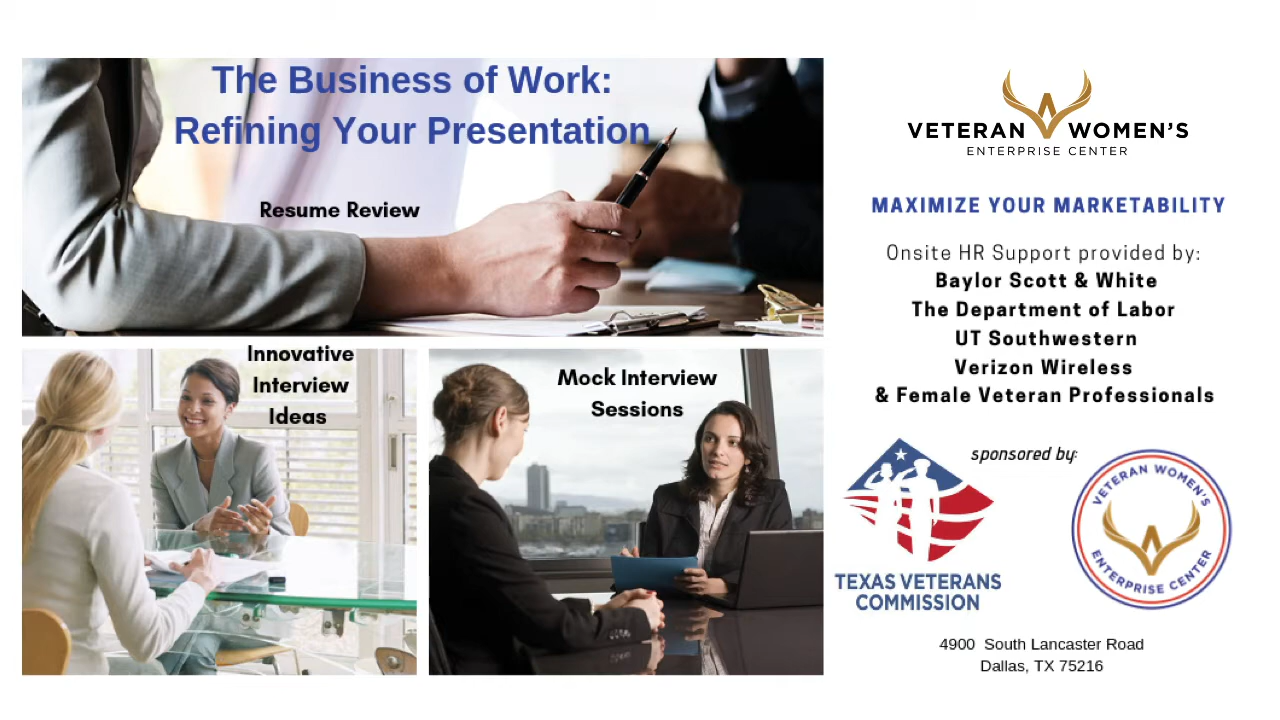 The Business of Work:
Refining Your Presentation
Resume Review
Innovative
Interview
Ideas
Mock Interview
Sessions
VETERAN WOMEN'S
ENTERPRISE CENTER
MAXIMIZE YOUR MARKETABILITY
Onsite HR Support provided by:
Baylor Scott & White
The Department of Labor
UT Southwestern
Verizon Wireless
& Female Veteran Professionals
sponsored by:
TEXAS VETERANS
COMMISSION
VETERAN WOMEN'S
ENTERPRISE CENTER
4900 South Lancaster Road
Dallas, TX 75216